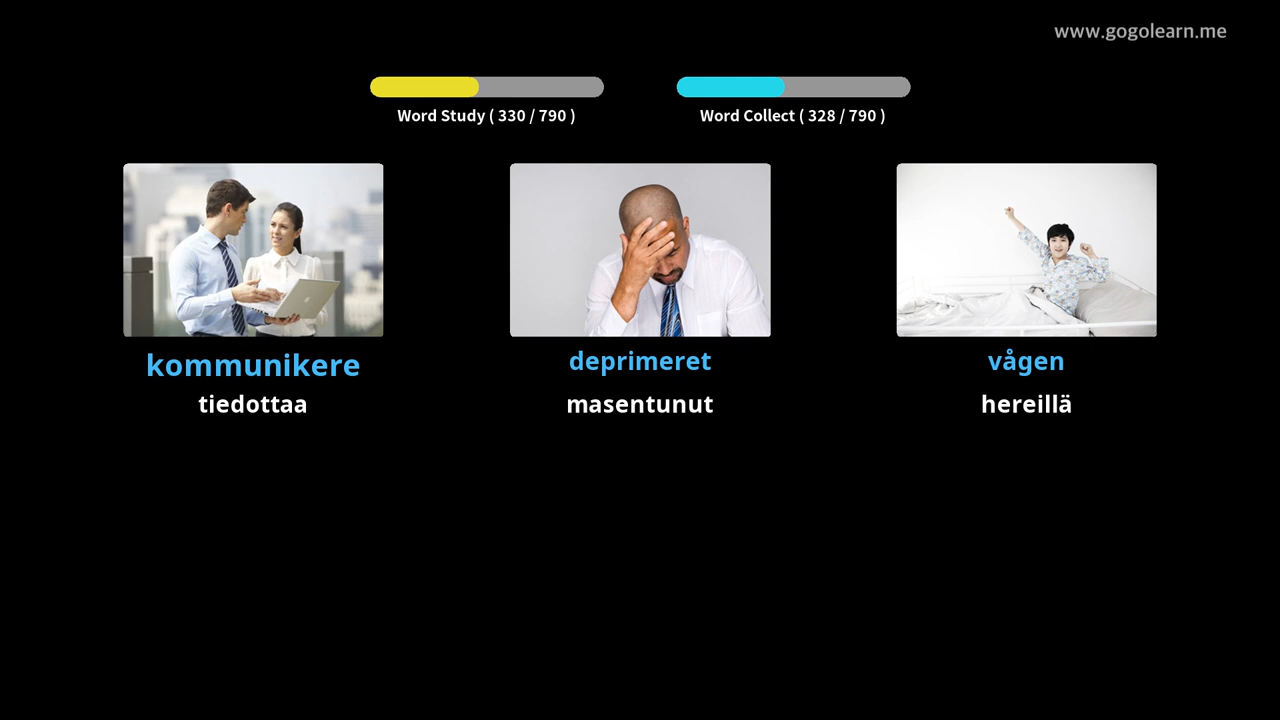 www.gogolearn.me
Word Study ( 330 / 790 )
Word Collect ( 328 / 790 )
kommunikere
tiedottaa
deprimeret
masentunut
vågen
hereillä